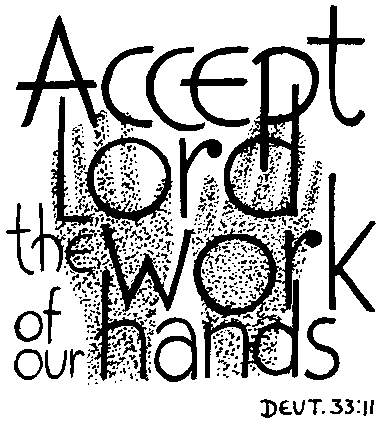 Accept
Lord
the work
of our hands
DEUT. 33:11